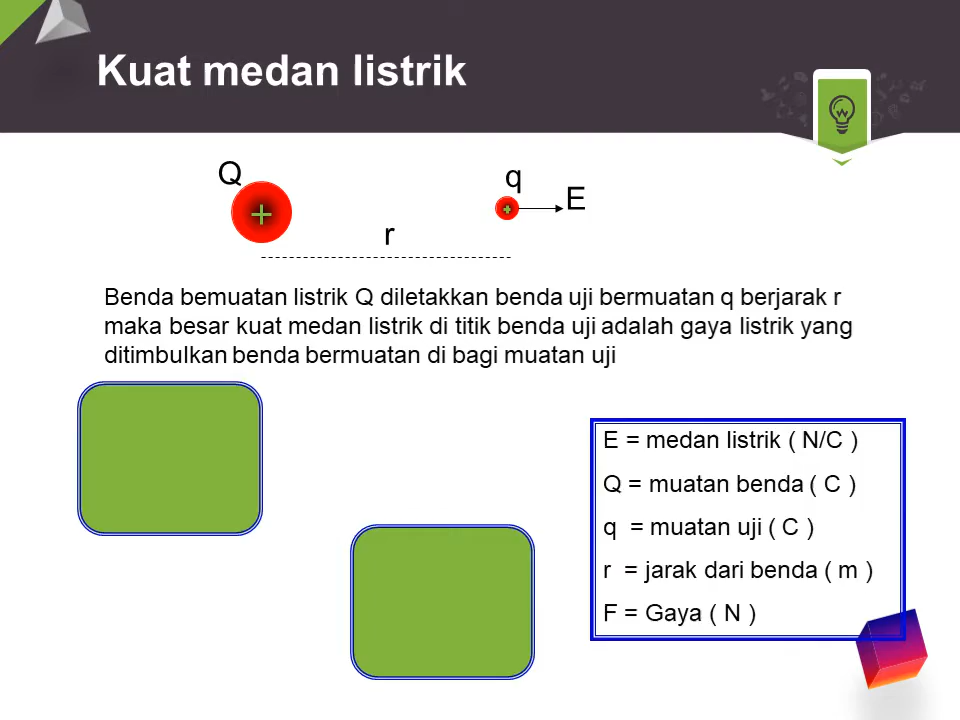 Kuat medan listrik
Q
q
E
r
Benda bemuatan listrik Q diletakkan benda uji bermuatan q berjarak r
maka besar kuat medan listrik di titik benda uji adalah gaya listrik yang
ditimbulkan benda bermuatan di bagi muatan uji
E = medan listrik ( N/C )
Q = muatan benda ( C )
q = muatan uji ( C )
r = jarak dari benda ( m )
F = Gaya ( N )